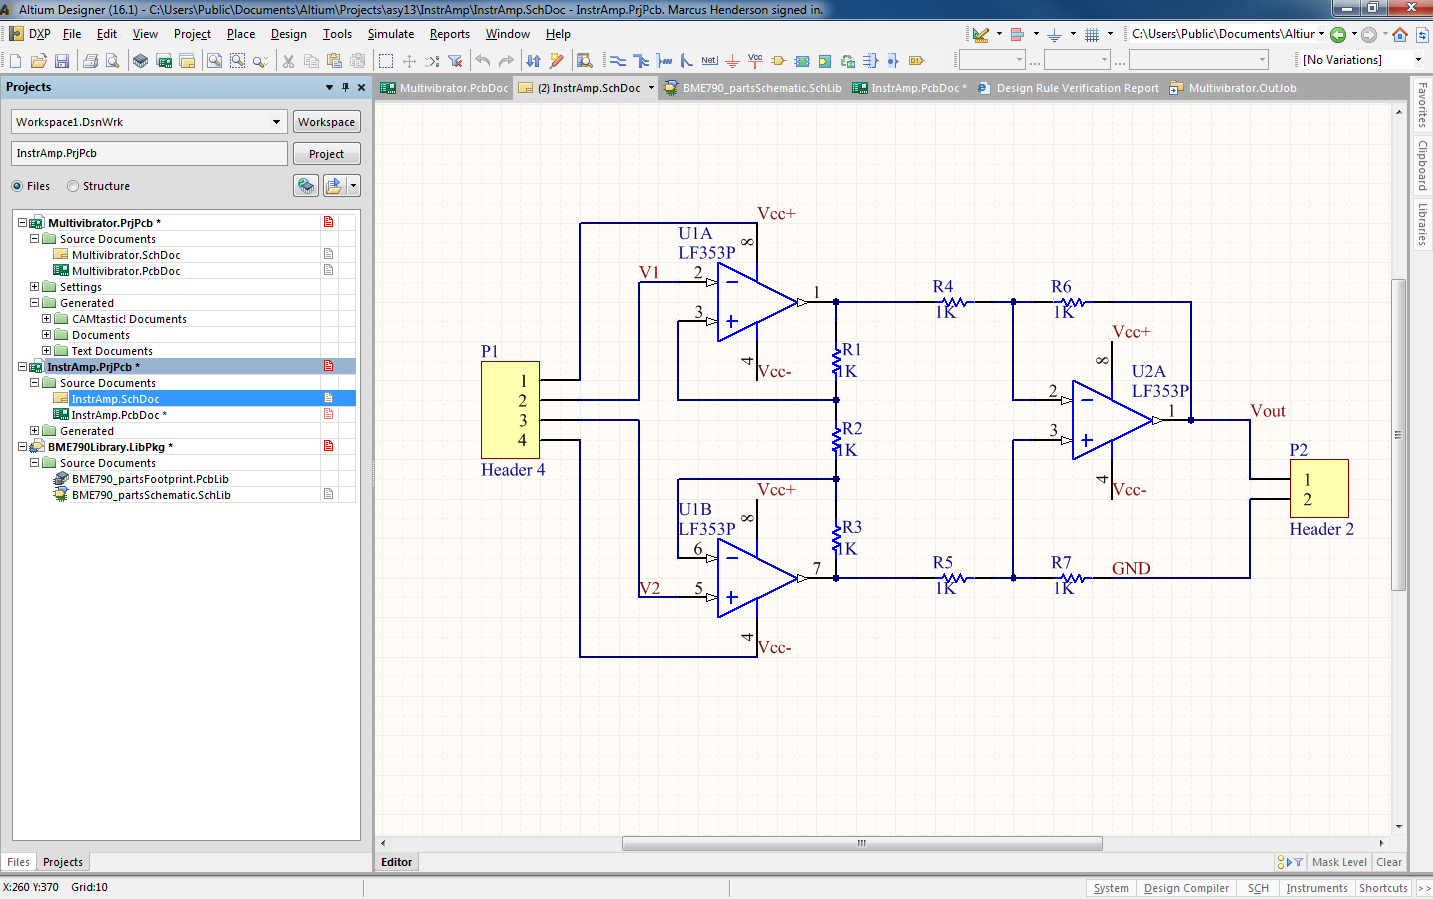 Altium Designer (16.1) - C:\Users\Public\Documents\Altium\Projects\asy13\InstrAmp\InstrAmp.SchDoc - InstrAmp.PrjPcb. Marcus Henderson signed in.
DXP File Edit View Project Place Design Tools Simulate Reports Window Help
C:\Users\Public\Documents\Altiur
Net
Vcc
D1
... ...
[No Variations]
Projects
Workspace1.DsnWrk
Workspace
InstrAmp.PrjPcb
Project
Files Structure
Multivibrator.PrjPcb *
Source Documents
Multivibrator.SchDoc
Multivibrator.PcbDoc
Settings
Generated
CAMtastic! Documents
Documents
Text Documents
InstrAmp.PrjPcb *
Source Documents
InstrAmp.SchDoc
InstrAmp.PcbDoc *
Generated
BME790Library.LibPkg *
Source Documents
BME790_partsFootprint.PcbLib
BME790_partsSchematic.SchLib
Files Projects
Multivibrator.PcbDoc
(2) InstrAmp.SchDoc
BME790_partsSchematic.SchLib
InstrAmp.PcbDoc *
Design Rule Verification Report
Multivibrator.OutJob
Favorites
Clipboard
Libraries
P1
1
2
3
4
Header 4
Vcc+
U1A
LF353P
8
V1
2
3
1
4
Vcc-
R1
1K
R2
1K
Vcc+
U1B
LF353P
8
6
5
7
V2
4
Vcc-
R3
1K
R4
1K
R6
1K
Vcc+
8
U2A
LF353P
2
3
1
4
Vcc-
R5
1K
R7
1K
GND
Vout
P2
1
2
Header 2
Editor
Mask Level Clear
X:260 Y:370 Grid:10
System Design Compiler SCH Instruments Shortcuts >>